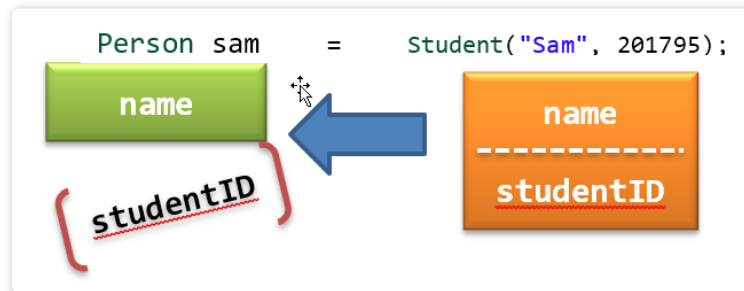 Person sam = Student("Sam", 201795);
name
name
studentID
studentID